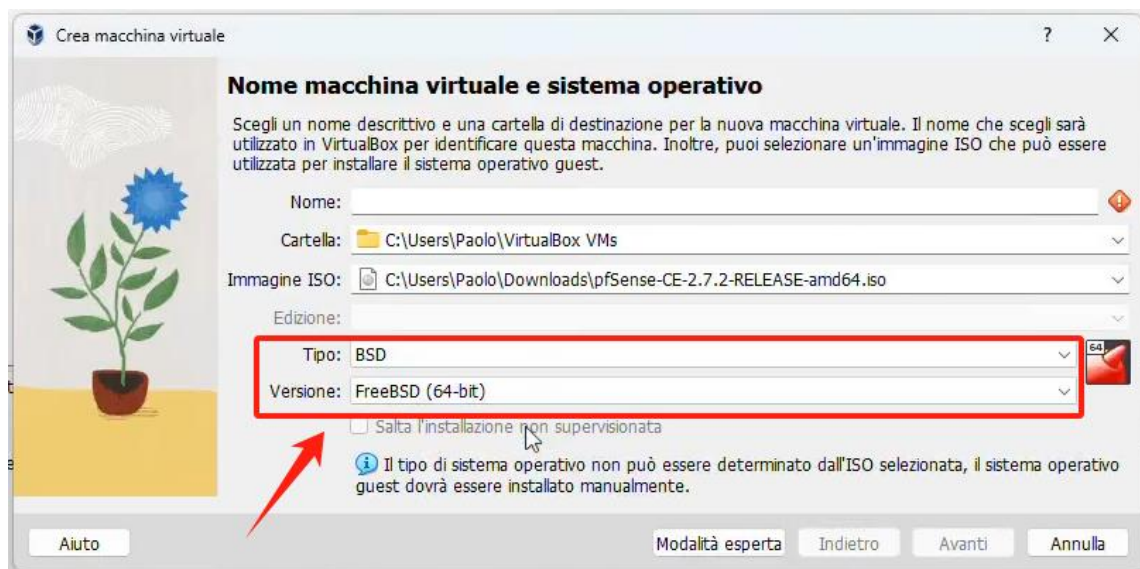 Crea macchina virtuale
?
Nome macchina virtuale e sistema operativo
Scegli un nome descrittivo e una cartella di destinazione per la nuova macchina virtuale. Il nome che scegli sarà
utilizzato in VirtualBox per identificare questa macchina. Inoltre, puoi selezionare un'immagine ISO che può essere
utilizzata per installare il sistema operativo guest.
Nome:
Cartella: C:\Users\Paolo\VirtualBox VMs
Immagine ISO: C:\Users\Paolo\Downloads\pfSense-CE-2.7.2-RELEASE-amd64.iso
Edizione:
Tipo: BSD
64
Versione: FreeBSD (64-bit)
Salta l'installazione non supervisionata
Il tipo di sistema operativo non può essere determinato dall'ISO selezionata, il sistema operativo
guest dovrà essere installato manualmente.
Aiuto Modalità esperta Indietro Avanti Annulla